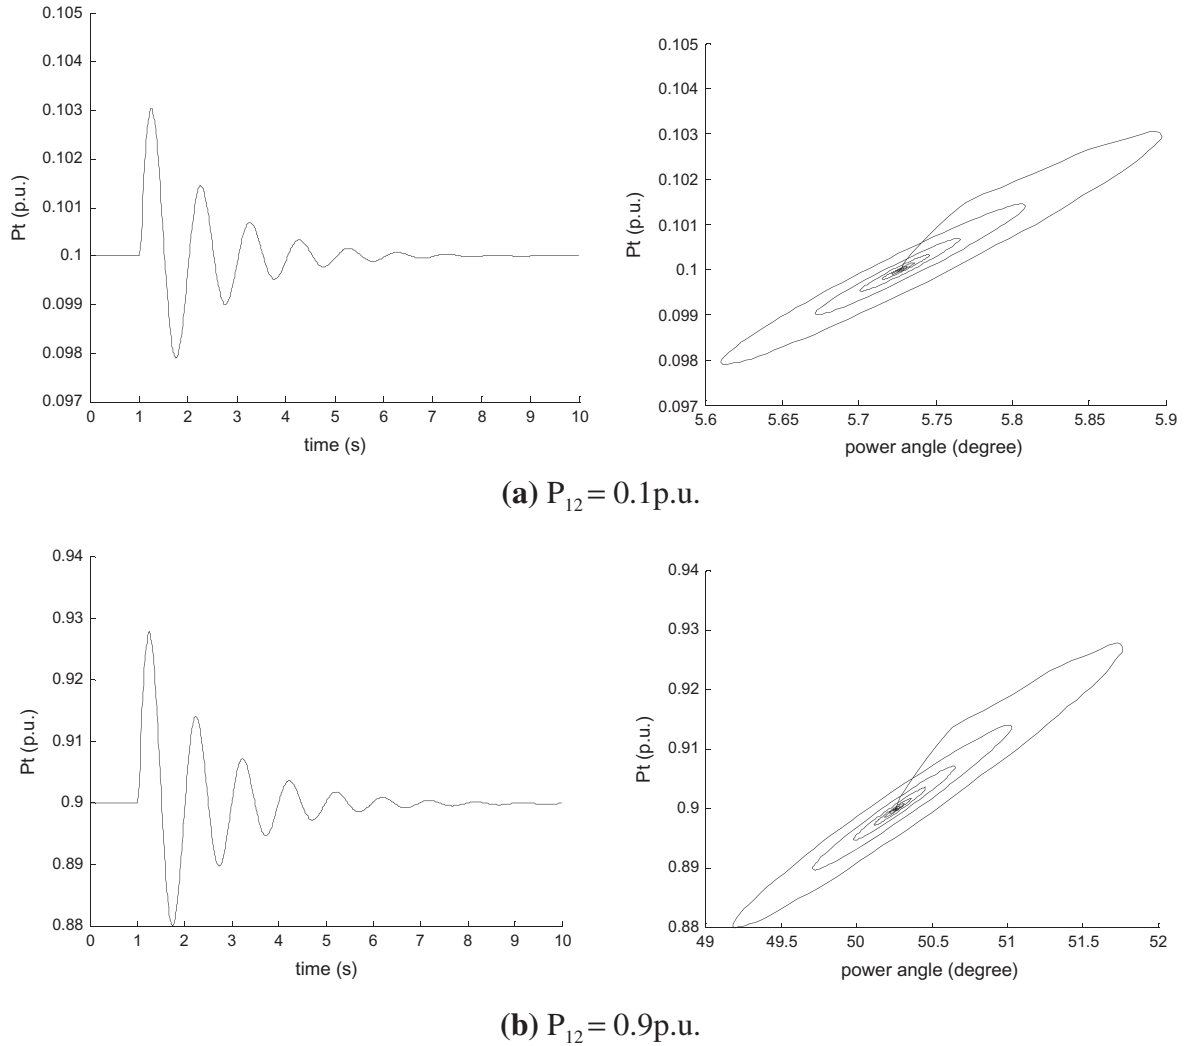 0.105
0.104
0.103
0.102
0.101
0.1
0.099
0.098
0.097
Pt (p.u.)
0 1 2 3 4 5 6 7 8 9 10
time (s)
0.105
0.104
0.103
0.102
0.101
0.1
0.099
0.098
0.097
Pt (p.u.)
5.6 5.65 5.7 5.75 5.8 5.85 5.9
power angle (degree)
(a) P12 = 0.1p.u.
0.94
0.93
0.92
0.91
0.9
0.89
0.88
Pt (p.u.)
0 1 2 3 4 5 6 7 8 9 10
time (s)
0.94
0.93
0.92
0.91
0.9
0.89
0.88
Pt (p.u.)
49 49.5 50 50.5 51 51.5 52
power angle (degree)
(b) P12 = 0.9p.u.